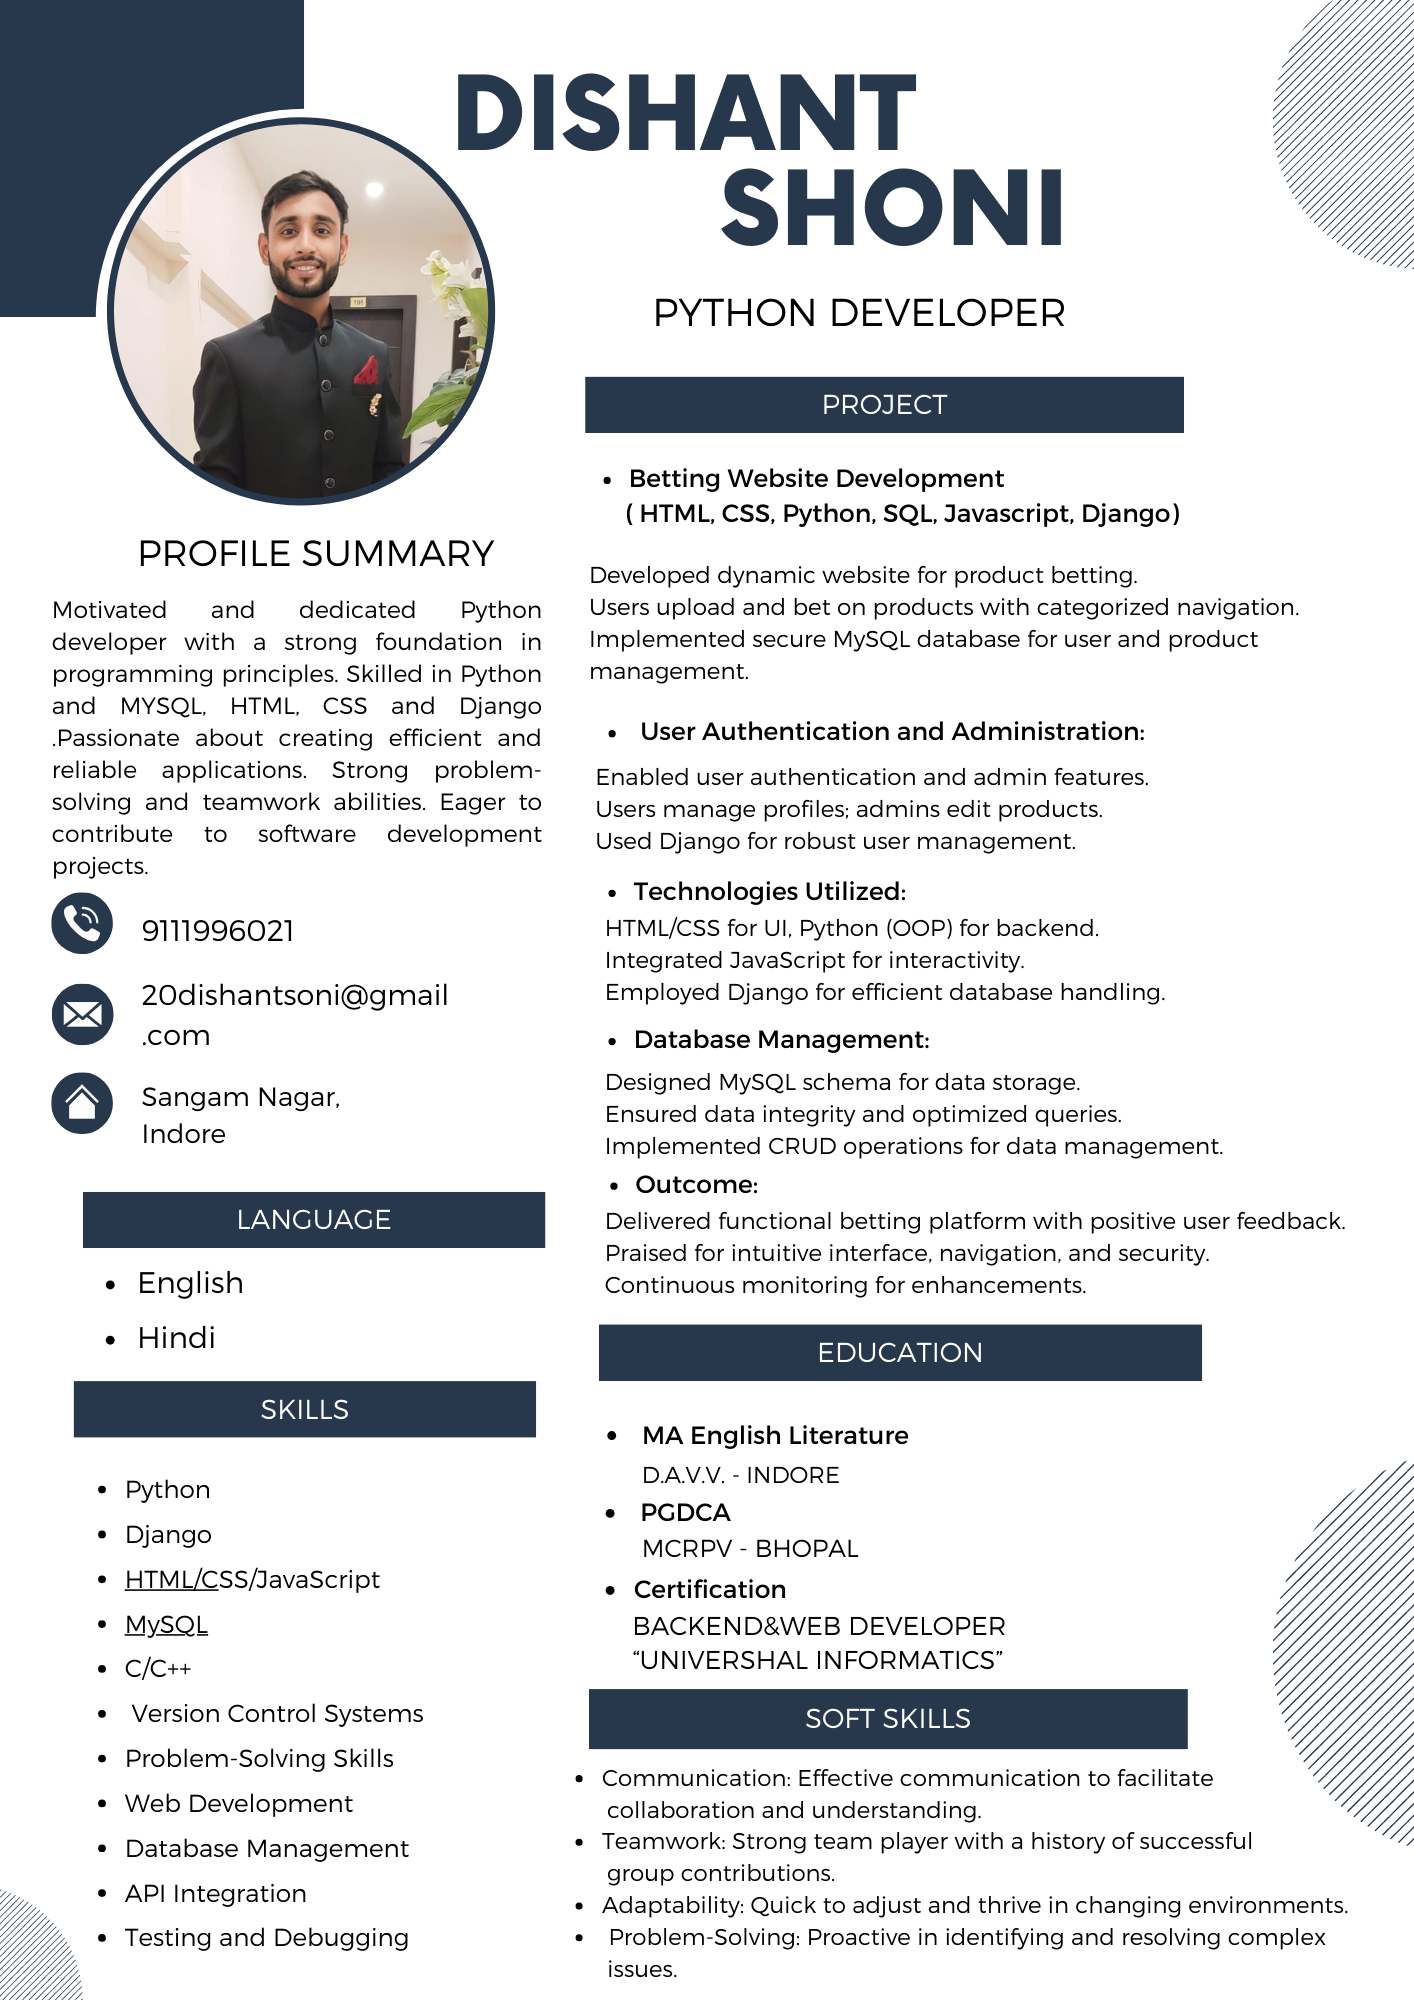 DISHANT
SHONI
PYTHON DEVELOPER
PROFILE SUMMARY
Motivated and dedicated Python
developer with a strong foundation in
programming principles. Skilled in Python
and MYSQL, HTML, CSS and Django
.Passionate about creating efficient and
reliable applications. Strong problem-
solving and teamwork abilities. Eager to
contribute to software development
projects.
9111996021
20dishantsoni@gmail
.com
Sangam Nagar,
Indore
LANGUAGE
• English
• Hindi
SKILLS
• Python
• Django
• HTML/CSS/JavaScript
• MySQL
• C/C++
• Version Control Systems
• Problem-Solving Skills
• Web Development
• Database Management
• API Integration
• Testing and Debugging
PROJECT
• Betting Website Development
( HTML, CSS, Python, SQL, Javascript, Django)
Developed dynamic website for product betting.
Users upload and bet on products with categorized navigation.
Implemented secure MySQL database for user and product
management.
• User Authentication and Administration:
Enabled user authentication and admin features.
Users manage profiles; admins edit products.
Used Django for robust user management.
• Technologies Utilized:
HTML/CSS for UI, Python (OOP) for backend.
Integrated JavaScript for interactivity.
Employed Django for efficient database handling.
• Database Management:
Designed MySQL schema for data storage.
Ensured data integrity and optimized queries.
Implemented CRUD operations for data management.
• Outcome:
Delivered functional betting platform with positive user feedback.
Praised for intuitive interface, navigation, and security.
Continuous monitoring for enhancements.
EDUCATION
• MA English Literature
D.A.V.V. - INDORE
• PGDCA
MCRPV - BHOPAL
• Certification
BACKEND&WEB DEVELOPER
“UNIVERSHAL INFORMATICS”
SOFT SKILLS
• Communication: Effective communication to facilitate
collaboration and understanding.
• Teamwork: Strong team player with a history of successful
group contributions.
• Adaptability: Quick to adjust and thrive in changing environments.
• Problem-Solving: Proactive in identifying and resolving complex
issues.